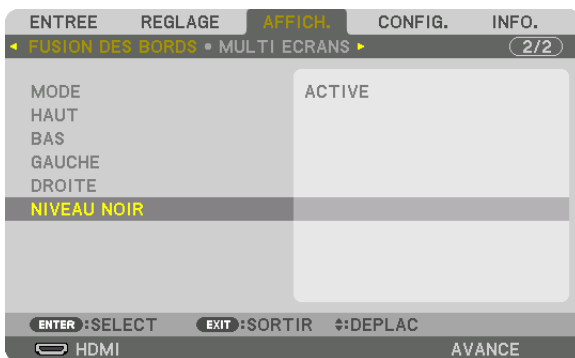 ENTREE REGLAGE AFFICH. CONFIG. INFO.
FUSION DES BORDS • MULTI ECRANS 2/2
MODE ACTIVE
HAUT
BAS
GAUCHE
DROITE
NIVEAU NOIR
ENTER :SELECT EXIT :SORTIR :DEPLAC
HDMI AVANCE